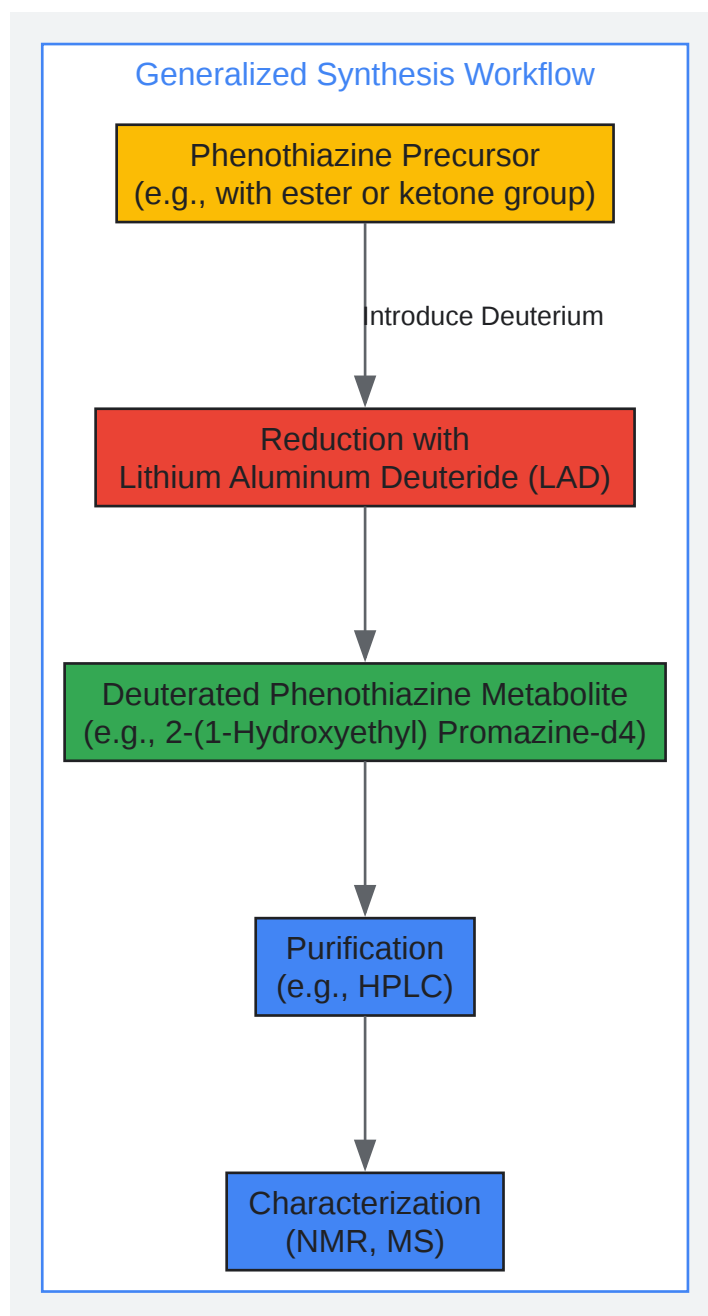 Generalized Synthesis Workflow
Phenothiazine Precursor
(e.g., with ester or ketone group)
Introduce Deuterium
Reduction with
Lithium Aluminum Deuteride (LAD)
Deuterated Phenothiazine Metabolite
(e.g., 2-(1-Hydroxyethyl) Promazine-d4)
Purification
(e.g., HPLC)
Characterization
(NMR, MS)